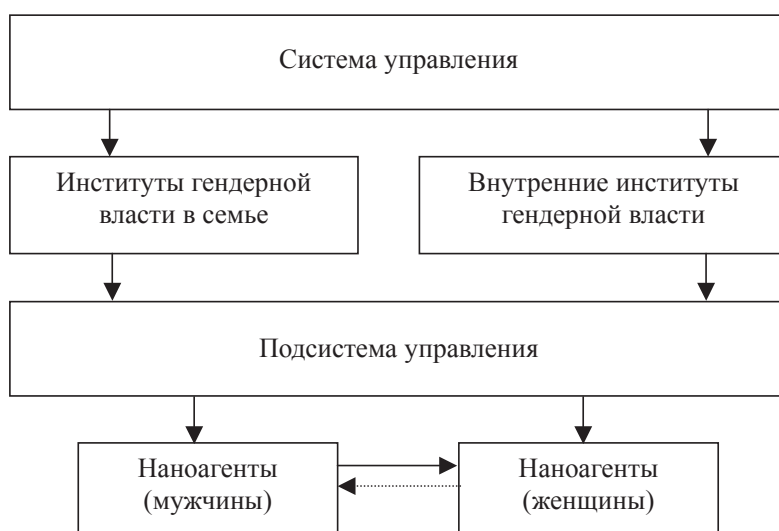 Система управления
Институты гендерной
власти в семье
Внутренние институты
гендерной власти
Подсистема управления
Наноагенты
(мужчины)
Наноагенты
(женщины)